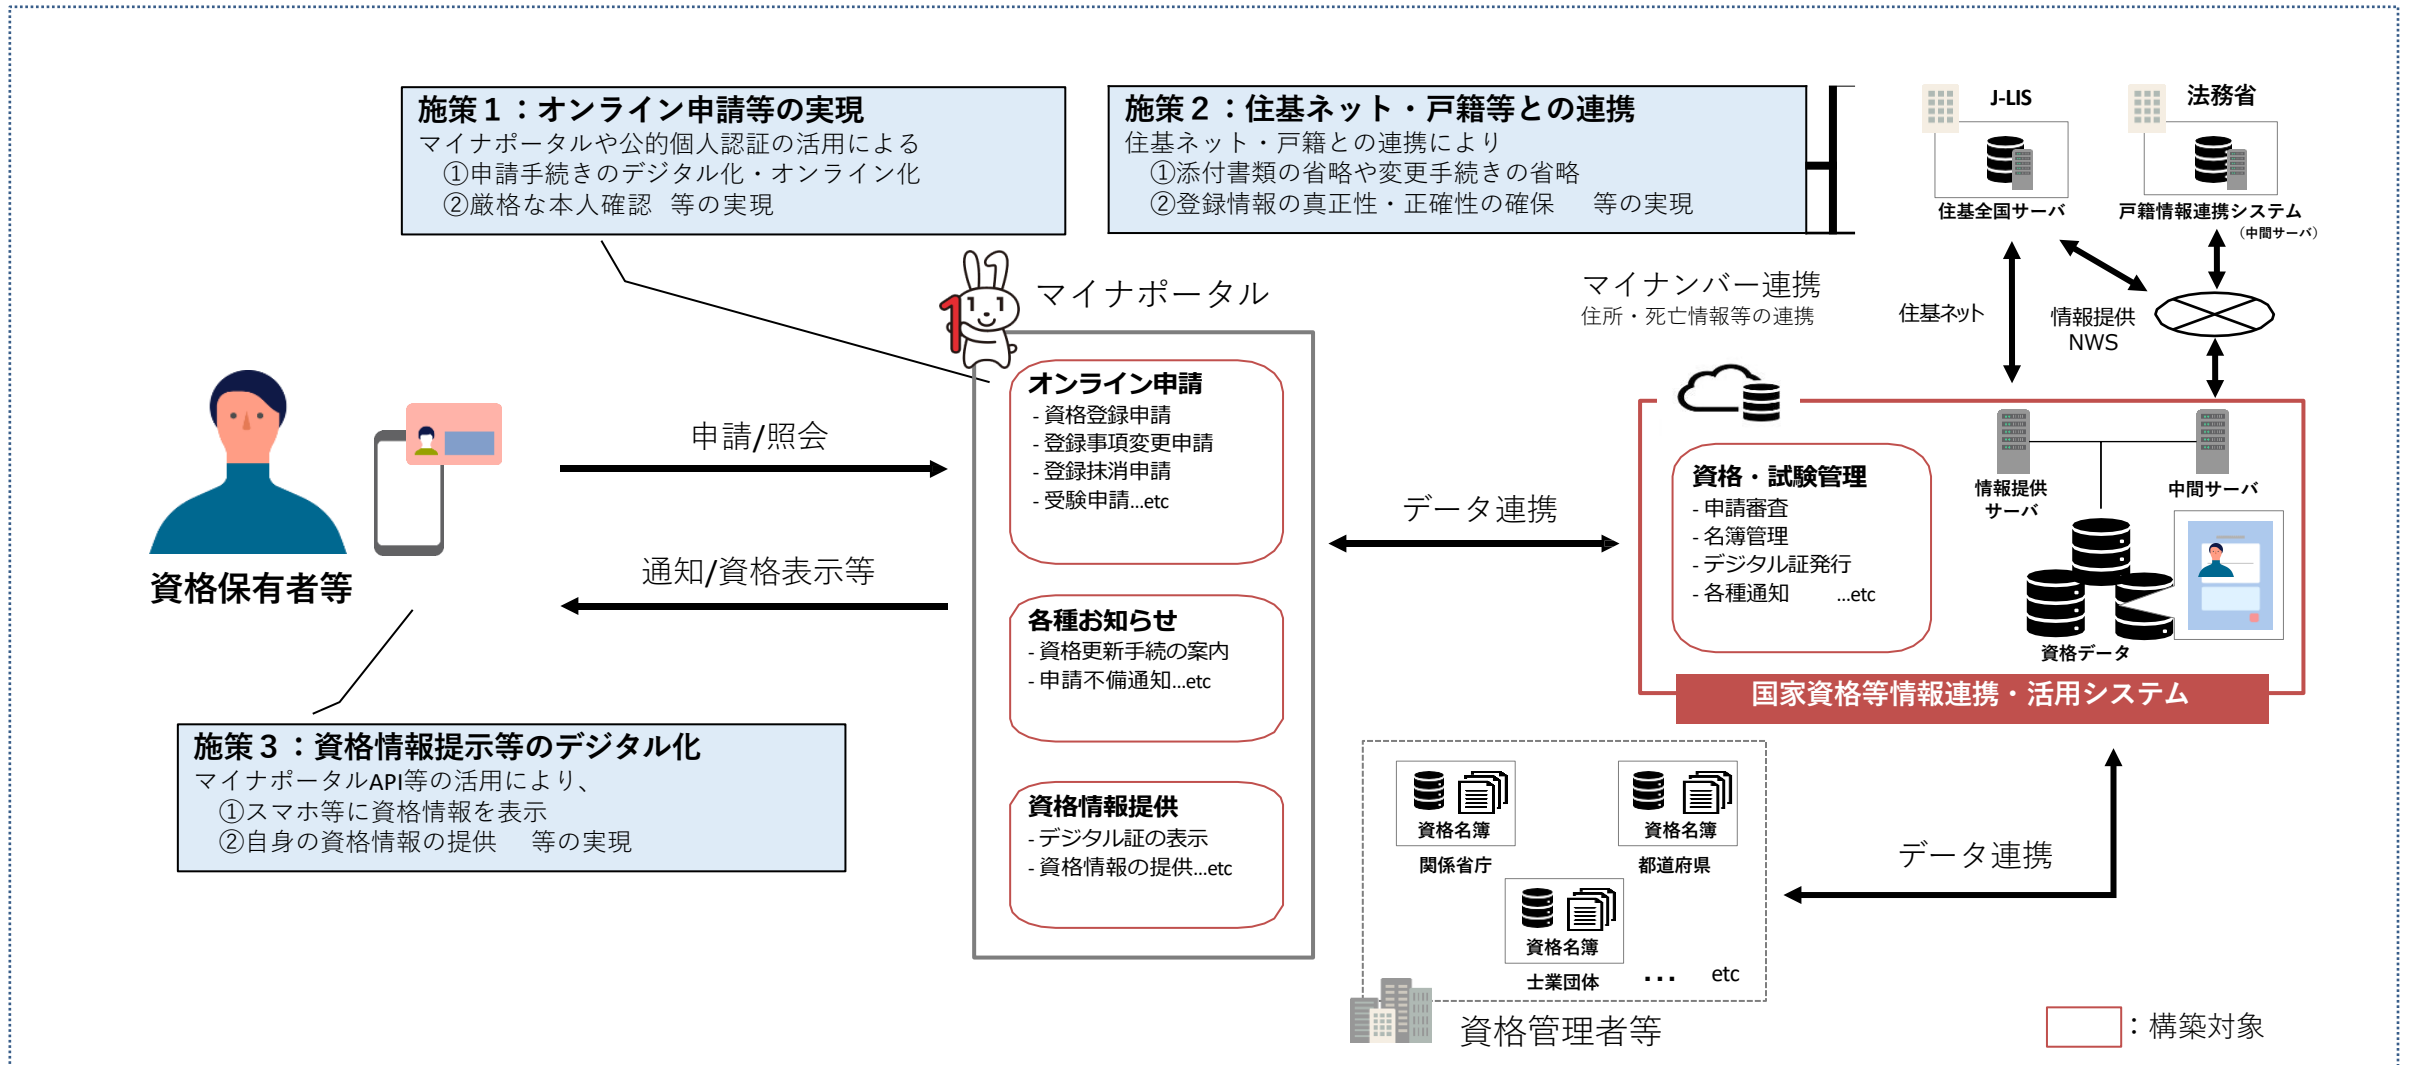 施策１：オンライン申請等の実現
マイナポータルや公的個人認証の活用による
①申請手続きのデジタル化・オンライン化
②厳格な本人確認 等の実現
施策２：住基ネット・戸籍等との連携
住基ネット・戸籍との連携により
①添付書類の省略や変更手続きの省略
②登録情報の真正性・正確性の確保 等の実現
J-LIS
住基全国サーバ
法務省
戸籍情報連携システム
（中間サーバ）
マイナンバー連携
住所・死亡情報等の連携
住基ネット
情報提供
NWS
マイナポータル
オンライン申請
- 資格登録申請
- 登録事項変更申請
- 登録抹消申請
- 受験申請...etc
各種お知らせ
- 資格更新手続の案内
- 申請不備通知...etc
資格情報提供
- デジタル証の表示
- 資格情報の提供...etc
申請/照会
通知/資格表示等
資格保有者等
施策３：資格情報提示等のデジタル化
マイナポータルAPI等の活用により、
①スマホ等に資格情報を表示
②自身の資格情報の提供 等の実現
データ連携
資格・試験管理
- 申請審査
- 名簿管理
- デジタル証発行
- 各種通知 ...etc
情報提供
サーバ
中間サーバ
資格データ
国家資格等情報連携・活用システム
資格名簿
関係省庁
資格名簿
都道府県
資格名簿
士業団体
... etc
資格管理者等
データ連携
：構築対象